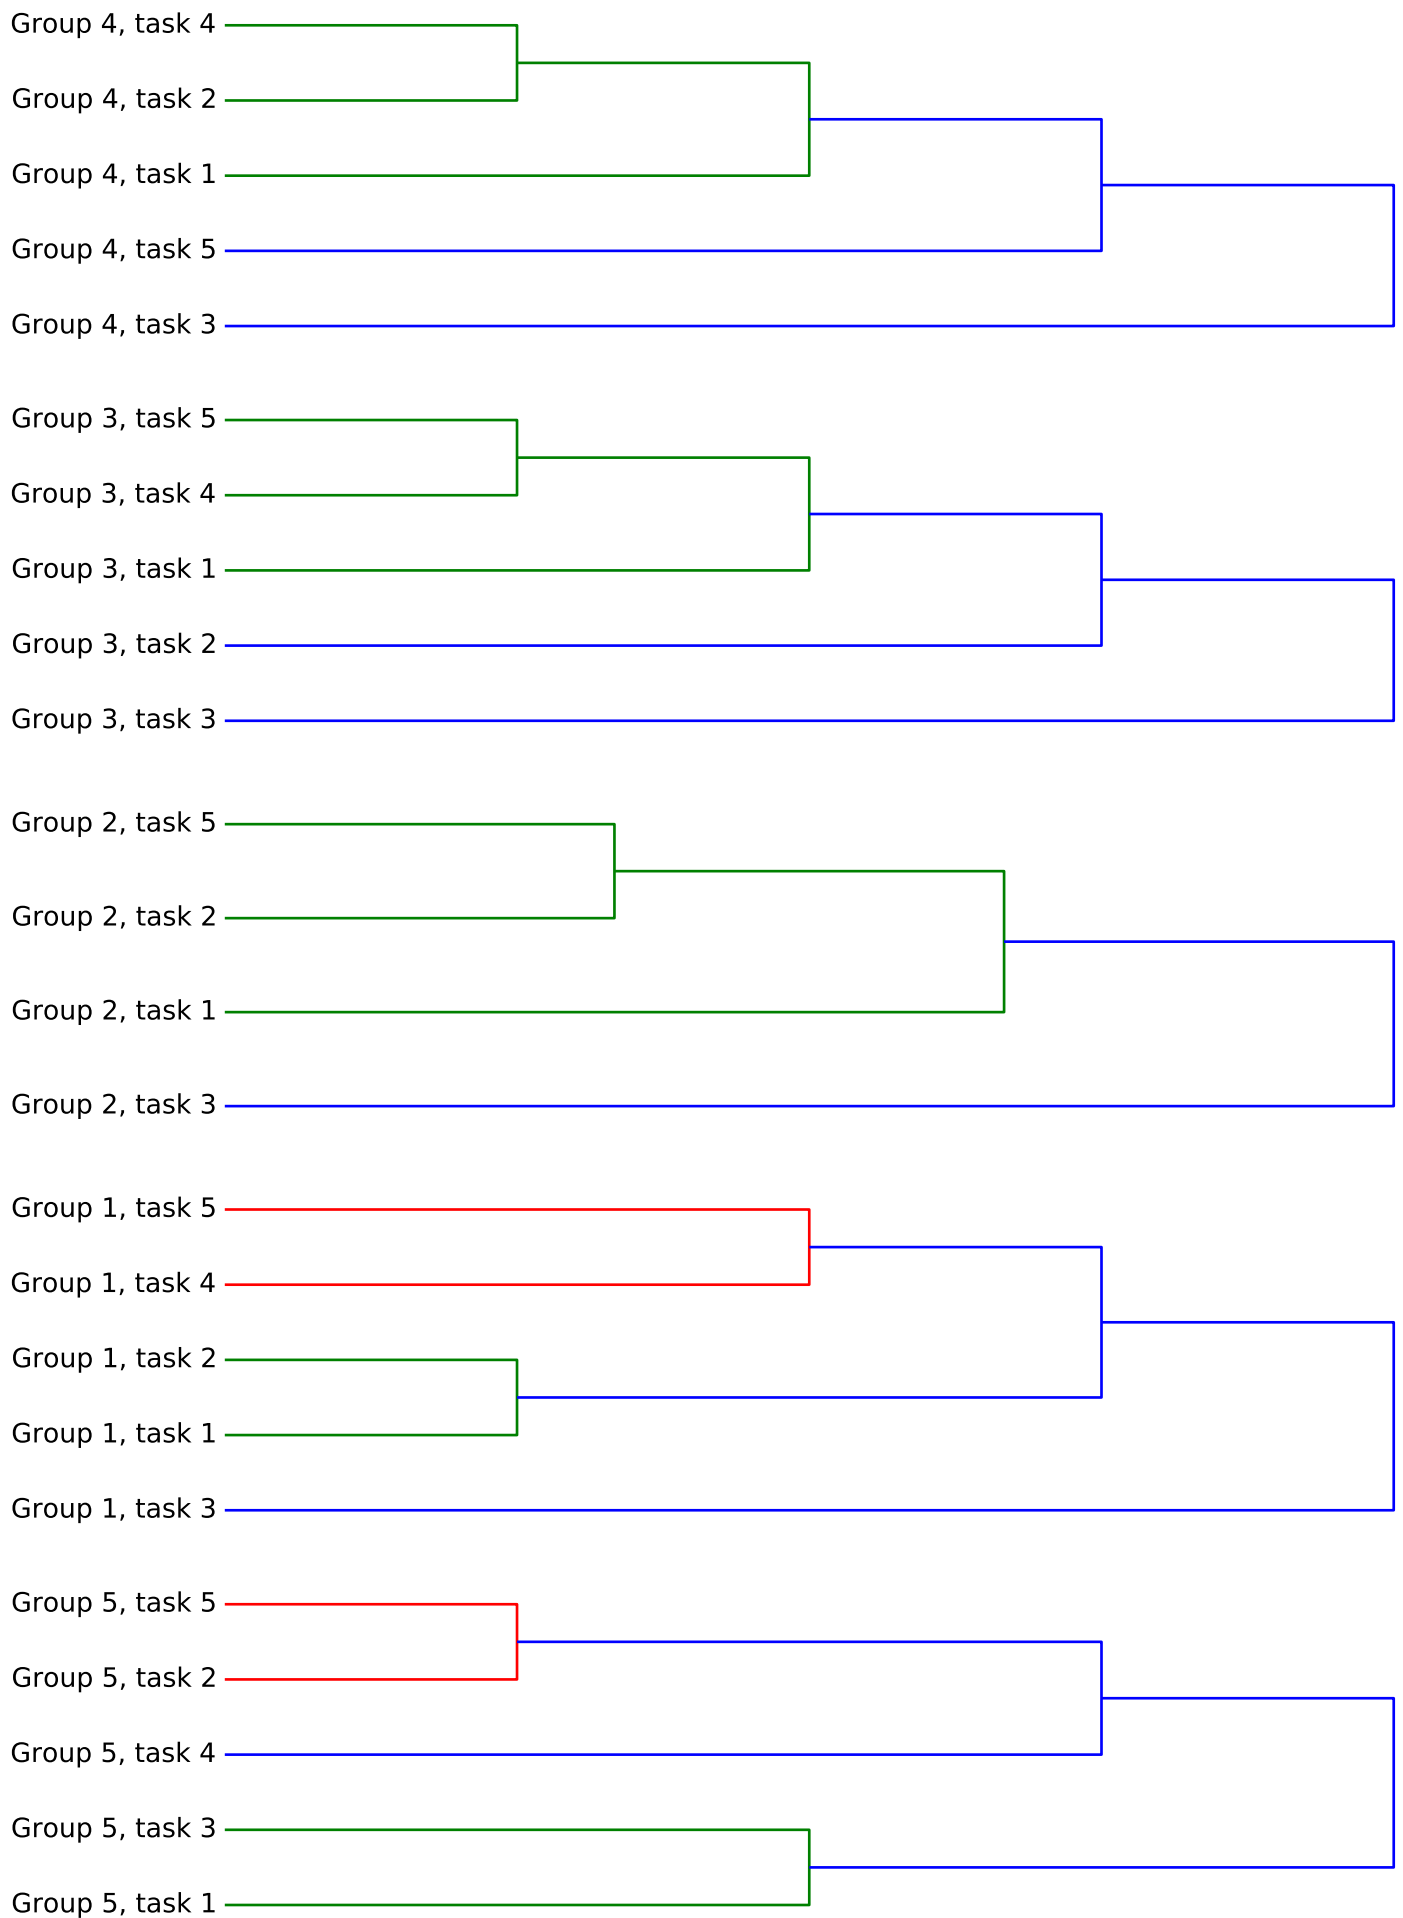 Group 4, task 4
Group 4, task 2
Group 4, task 1
Group 4, task 5
Group 4, task 3
Group 3, task 5
Group 3, task 4
Group 3, task 1
Group 3, task 2
Group 3, task 3
Group 2, task 5
Group 2, task 2
Group 2, task 1
Group 2, task 3
Group 1, task 5
Group 1, task 4
Group 1, task 2
Group 1, task 1
Group 1, task 3
Group 5, task 5
Group 5, task 2
Group 5, task 4
Group 5, task 3
Group 5, task 1